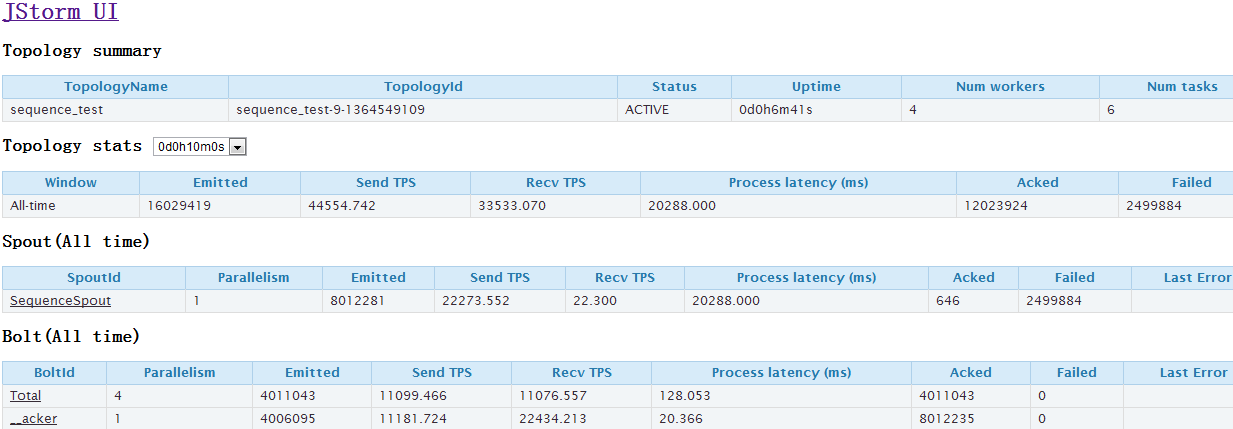 JStorm UI
Topology summary
TopologyName TopologyId Status Uptime Num workers Num tasks
sequence_test sequence_test-9-1364549109 ACTIVE 0d0h6m41s 4 6
Topology stats 0d0h10m0s
Window Emitted Send TPS Recv TPS Process latency (ms) Acked Failed
All-time 16029419 44554.742 33533.070 20288.000 12023924 2499884
Spout(All time)
SpoutId Parallelism Emitted Send TPS Recv TPS Process latency (ms) Acked Failed Last Error
SequenceSpout 1 8012281 22273.552 22.300 20288.000 646 2499884
Bolt(All time)
BoltId Parallelism Emitted Send TPS Recv TPS Process latency (ms) Acked Failed Last Error
Total 4 4011043 11099.466 11076.557 128.053 4011043 0
__acker 1 4006095 11181.724 22434.213 20.366 8012235 0